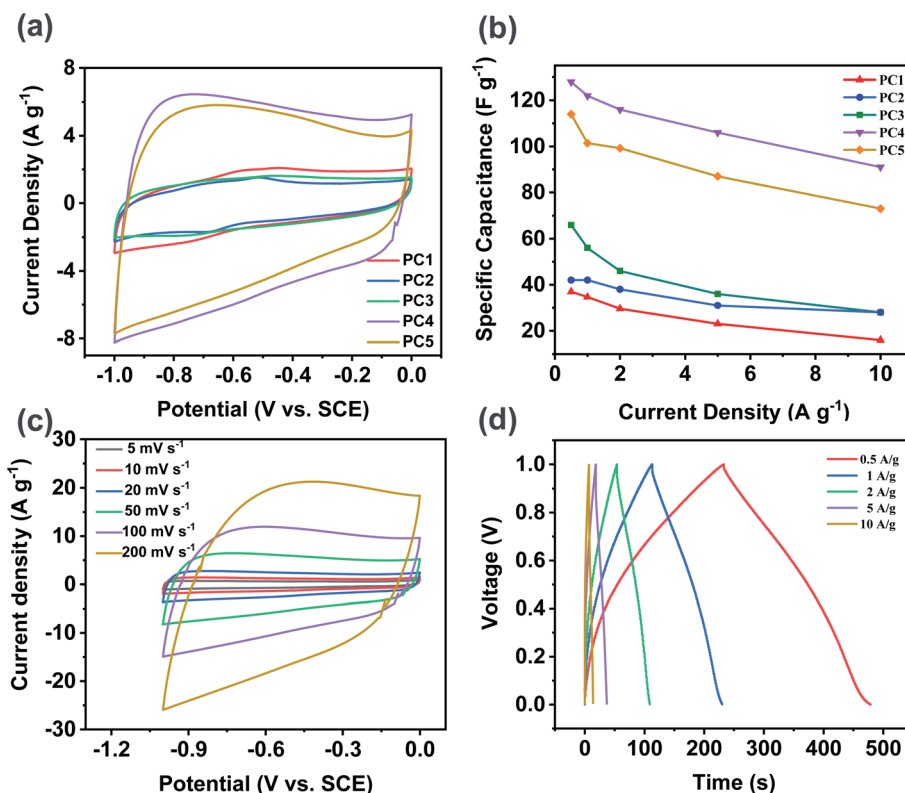 (a)
Current Density (A g⁻¹)
8
4
0
-4
-8
-1.0 -0.8 -0.6 -0.4 -0.2 0.0
Potential (V vs. SCE)
PC1
PC2
PC3
PC4
PC5
(b)
Specific Capacitance (F g⁻¹)
120
100
80
60
40
20
0 2 4 6 8 10
Current Density (A g⁻¹)
PC1
PC2
PC3
PC4
PC5
(c)
Current density (A g⁻¹)
30
20
10
0
-10
-20
-30
-1.2 -0.9 -0.6 -0.3 0.0
Potential (V vs. SCE)
5 mV s⁻¹
10 mV s⁻¹
20 mV s⁻¹
50 mV s⁻¹
100 mV s⁻¹
200 mV s⁻¹
(d)
Voltage (V)
1.0
0.8
0.6
0.4
0.2
0.0
0 100 200 300 400 500
Time (s)
0.5 A/g
1 A/g
2 A/g
5 A/g
10 A/g